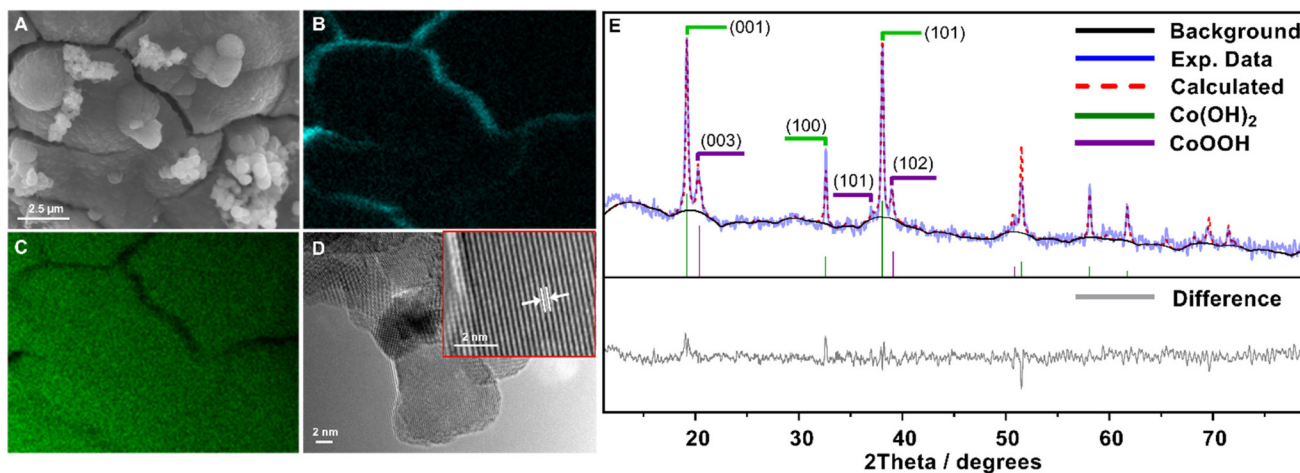 A
2.5 μm
B
C
D
2 nm
2 nm
E
(001)
(003)
(100)
(101)
(101)
(102)
Background
Exp. Data
Calculated
Co(OH)₂
CoOOH
Difference
20 30 40 50 60 70
2Theta / degrees